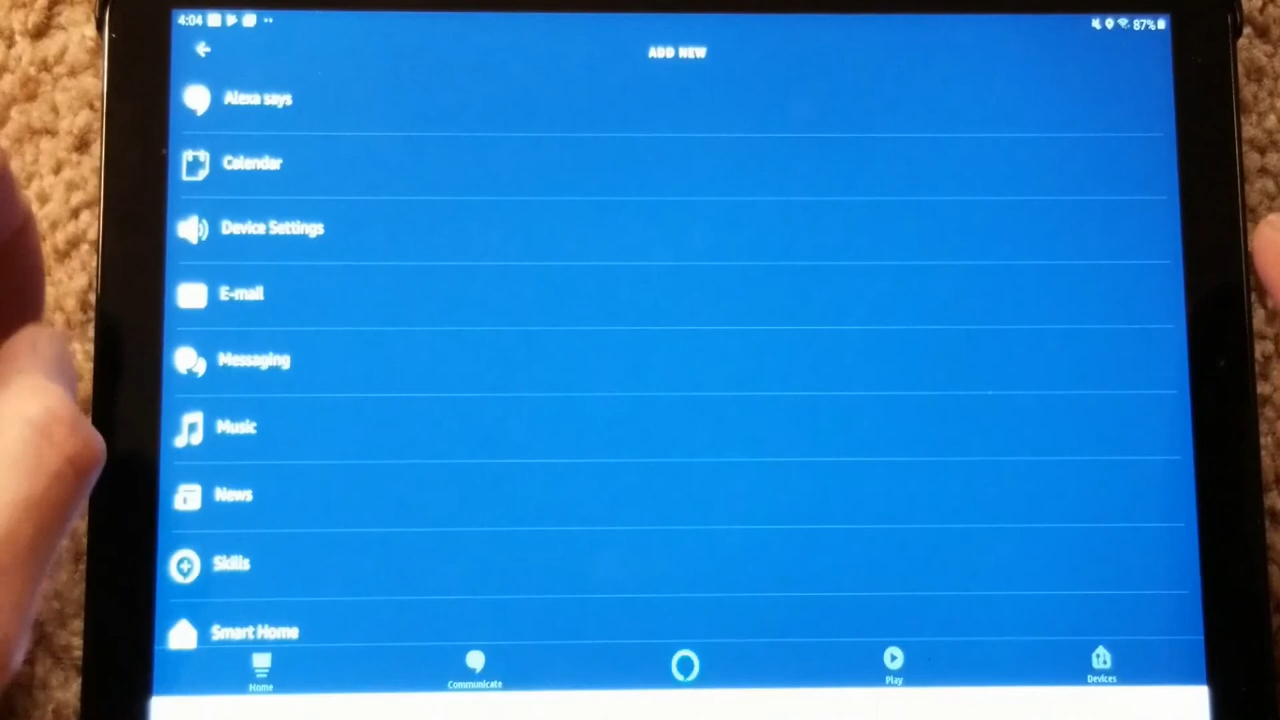 4:04
87%
ADD NEW
Alexa says
Calendar
Device Settings
E-mail
Messaging
Music
News
Skills
Smart Home
Home
Communicate
Play
Devices